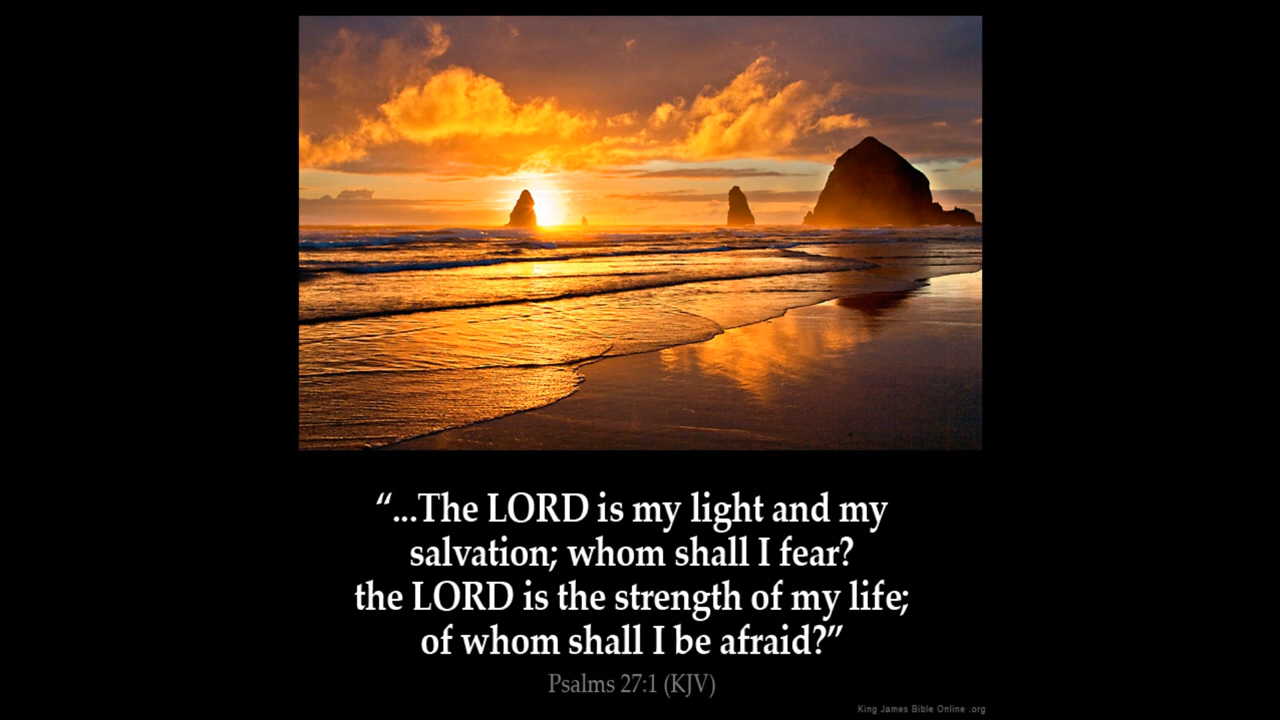 “...The LORD is my light and my
salvation; whom shall I fear?
the LORD is the strength of my life;
of whom shall I be afraid?”
Psalms 27:1 (KJV)
King James Bible Online .org